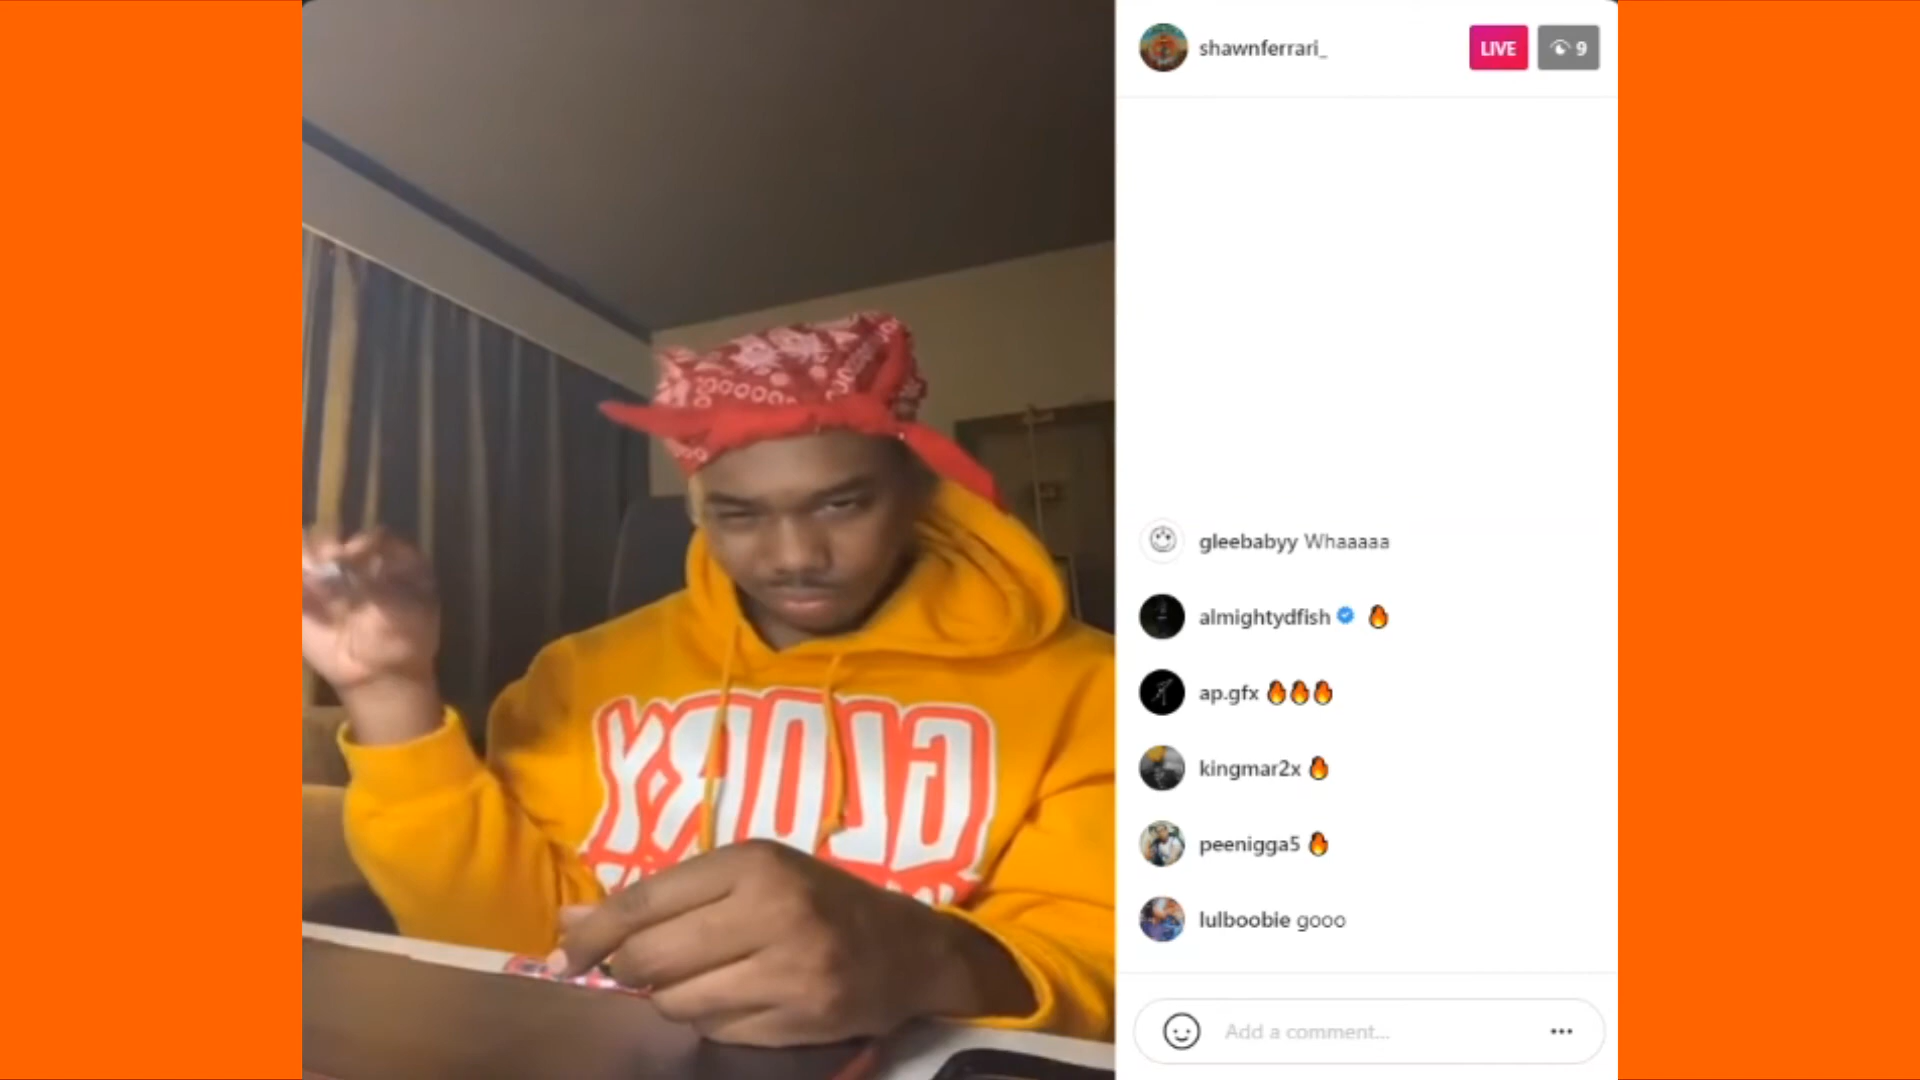 shawnferrari_
LIVE
9
gleebabyy Whaaaaa
almightydfish 🔥
ap.gfx 🔥🔥🔥
kingmar2x 🔥
peenigga5 🔥
lulboobie gooo
Add a comment...
GLORY